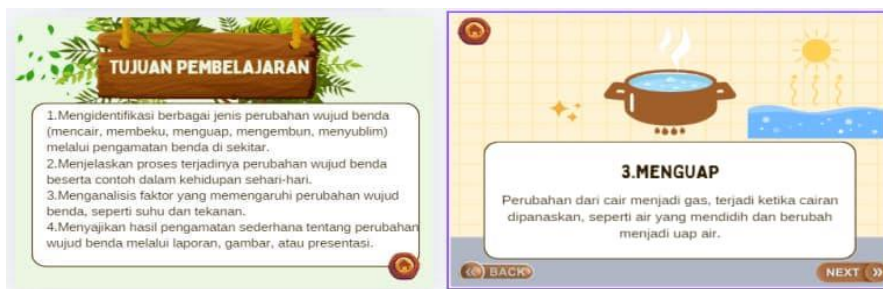 TUJUAN PEMBELAJARAN
1.Mengidentifikasi berbagai jenis perubahan wujud benda
(mencair, membeku, menguap, mengembun, menyublim)
melalui pengamatan benda di sekitar.
2.Menjelaskan proses terjadinya perubahan wujud benda
beserta contoh dalam kehidupan sehari-hari.
3.Menganalisis faktor yang memengaruhi perubahan wujud
benda, seperti suhu dan tekanan.
4.Menyajikan hasil pengamatan sederhana tentang perubahan
wujud benda melalui laporan, gambar, atau presentasi.
3.MENGUAP
Perubahan dari cair menjadi gas, terjadi ketika cairan
dipanaskan, seperti air yang mendidih dan berubah
menjadi uap air.
BACK
NEXT